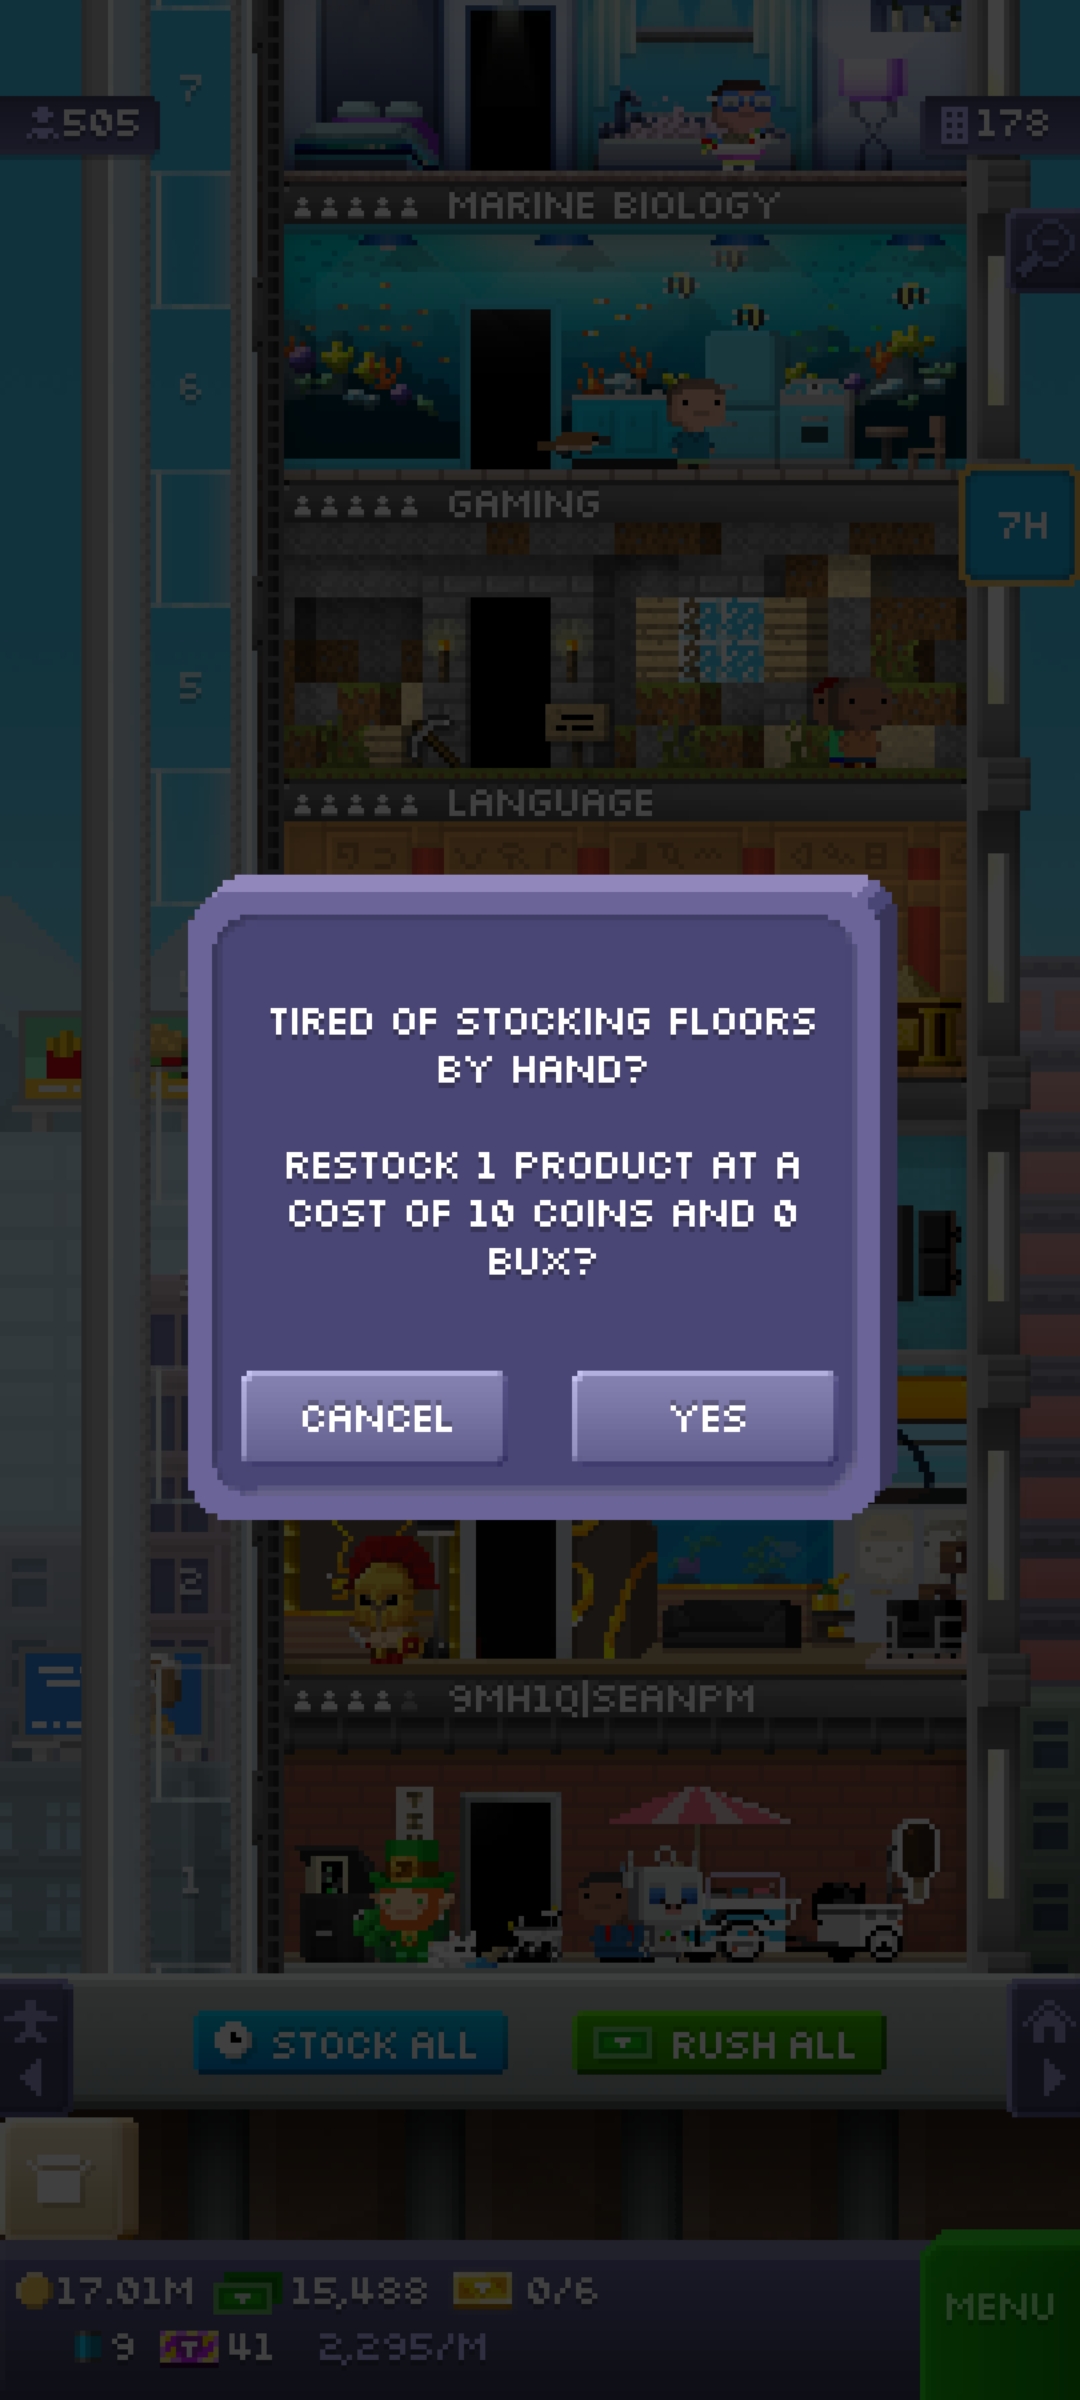 7
505
178
MARINE BIOLOGY
6
GAMING
7H
5
LANGUAGE
TIRED OF STOCKING FLOORS
BY HAND?
RESTOCK 1 PRODUCT AT A
COST OF 10 COINS AND 0
BUX?
CANCEL
YES
2
9MH1Q|SEANPM
1
STOCK ALL
RUSH ALL
17.01M
15,488
0/6
MENU
9
41
2,295/M